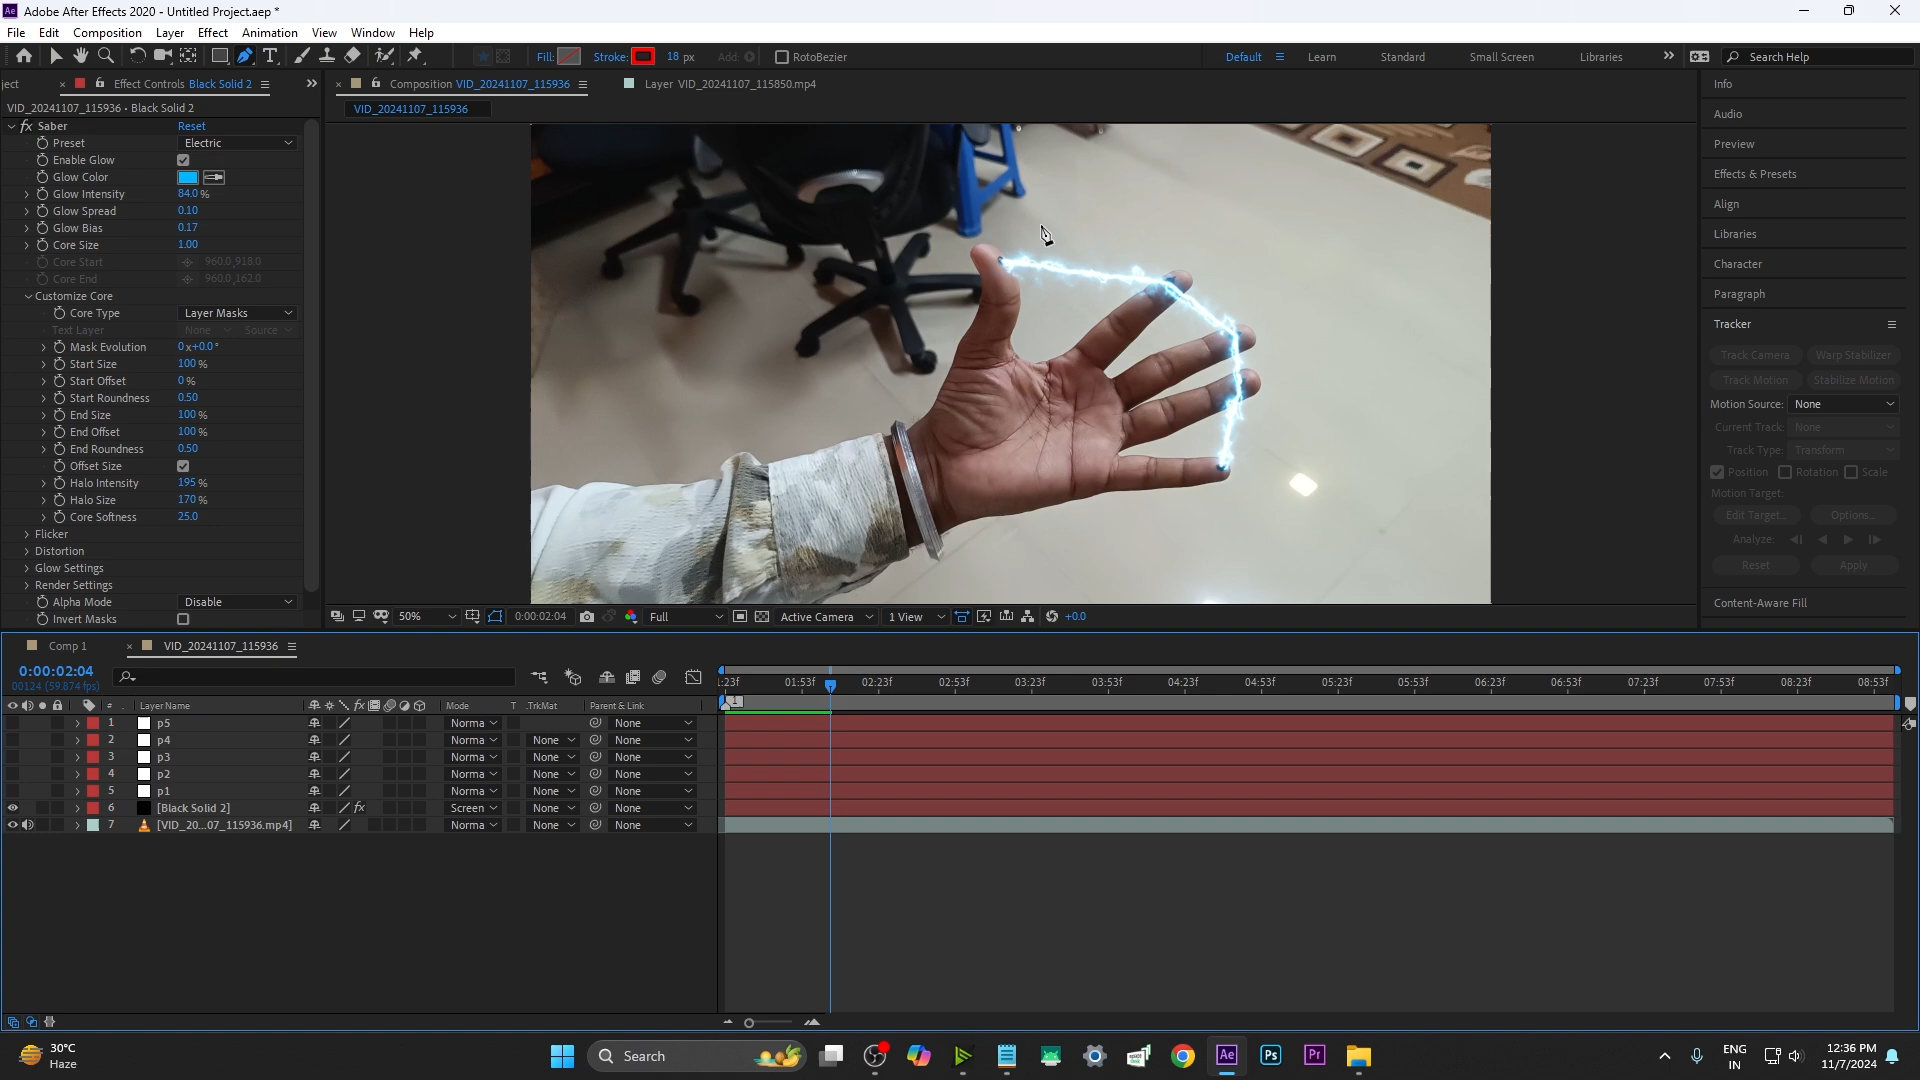 Ae Adobe After Effects 2020 - Untitled Project.aep *
File Edit Composition Layer Effect Animation View Window Help
Fill: Stroke: 18 px Add: RotoBezier Default Learn Standard Small Screen Libraries Search Help
ject Effect Controls Black Solid 2
Composition VID_20241107_115936 Layer VID_20241107_115850.mp4
VID_20241107_115936 • Black Solid 2
VID_20241107_115936
fx Saber Reset
Preset Electric
Enable Glow
Glow Color
Glow Intensity 84.0 %
Glow Spread 0.10
Glow Bias 0.17
Core Size 1.00
Core Start 960.0,918.0
Core End 960.0,162.0
Customize Core
Core Type Layer Masks
Text Layer None Source
Mask Evolution 0x+0.0°
Start Size 100 %
Start Offset 0 %
Start Roundness 0.50
End Size 100 %
End Offset 100 %
End Roundness 0.50
Offset Size
Halo Intensity 195 %
Halo Size 170 %
Core Softness 25.0
Flicker
Distortion
Glow Settings
Render Settings
Alpha Mode Disable
Invert Masks
50% 0:00:02:04 Full Active Camera 1 View +0.0
Info
Audio
Preview
Effects & Presets
Align
Libraries
Character
Paragraph
Tracker
Track Camera Warp Stabilizer
Track Motion Stabilize Motion
Motion Source: None
Current Track: None
Track Type: Transform
Position Rotation Scale
Motion Target:
Edit Target... Options...
Analyze:
Reset Apply
Content-Aware Fill
Comp 1 VID_20241107_115936
0:00:02:04
00124 (59.874 fps)
1:23f 01:53f 02:23f 02:53f 03:23f 03:53f 04:23f 04:53f 05:23f 05:53f 06:23f 06:53f 07:23f 07:53f 08:23f 08:53f
# Layer Name fx Mode T .TrkMat Parent & Link
1
1 p5 Norma None
2 p4 Norma None None
3 p3 Norma None None
4 p2 Norma None None
5 p1 Norma None None
6 [Black Solid 2] fx Screen None None
7 [VID_20...07_115936.mp4] Norma None None
30°C
Haze
Search
Ae Ps Pr
ENG
IN
12:36 PM
11/7/2024